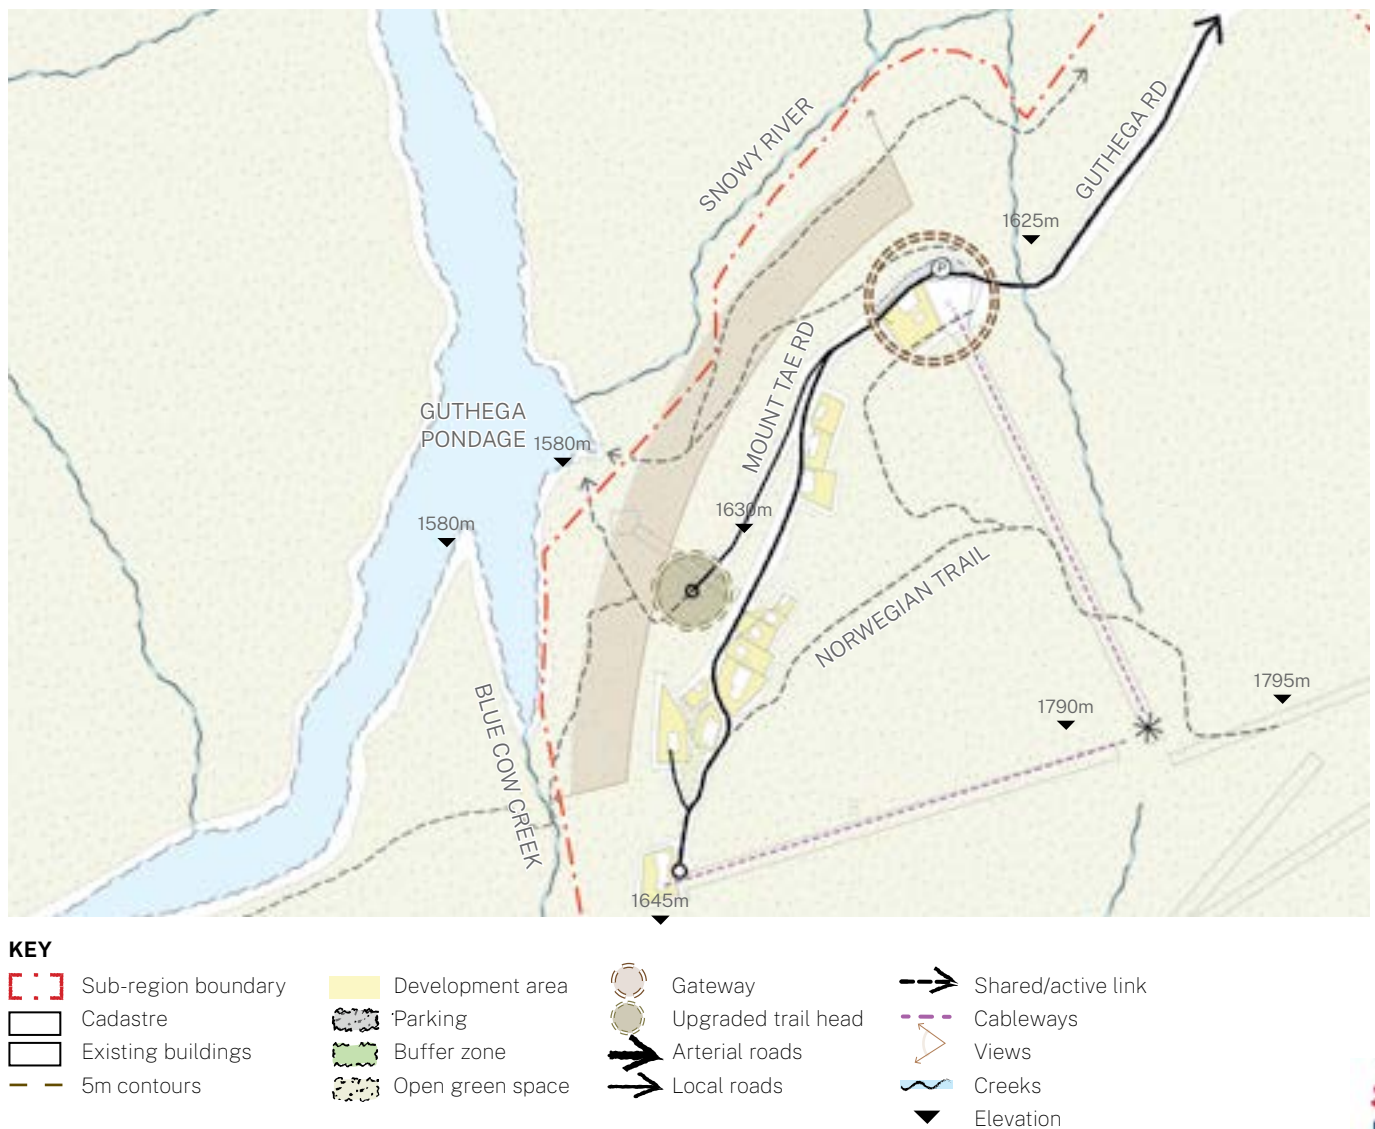 SNOWY RIVER
GUTHEGA RD
1625m
P
MOUNT TAE RD
GUTHEGA
PONDAGE
1580m
1580m
1630m
NORWEGIAN TRAIL
BLUE COW CREEK
1795m
1790m
1645m
KEY
Sub-region boundary
Cadastre
Existing buildings
5m contours
Development area
Parking
Buffer zone
Open green space
Gateway
Upgraded trail head
Arterial roads
Local roads
Shared/active link
Cableways
Views
Creeks
Elevation